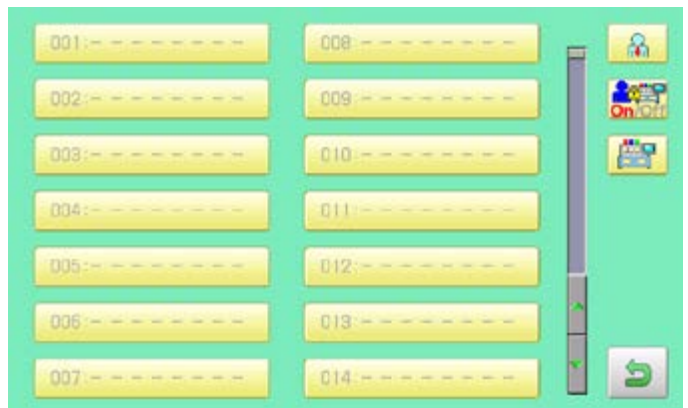 001:- - - - - - - -
002:- - - - - - - -
003:- - - - - - - -
004:- - - - - - - -
005:- - - - - - - -
006:- - - - - - - -
007:- - - - - - - -
008:- - - - - - - -
009:- - - - - - - -
010:- - - - - - - -
011:- - - - - - - -
012:- - - - - - - -
013:- - - - - - - -
014:- - - - - - - -
On/Off